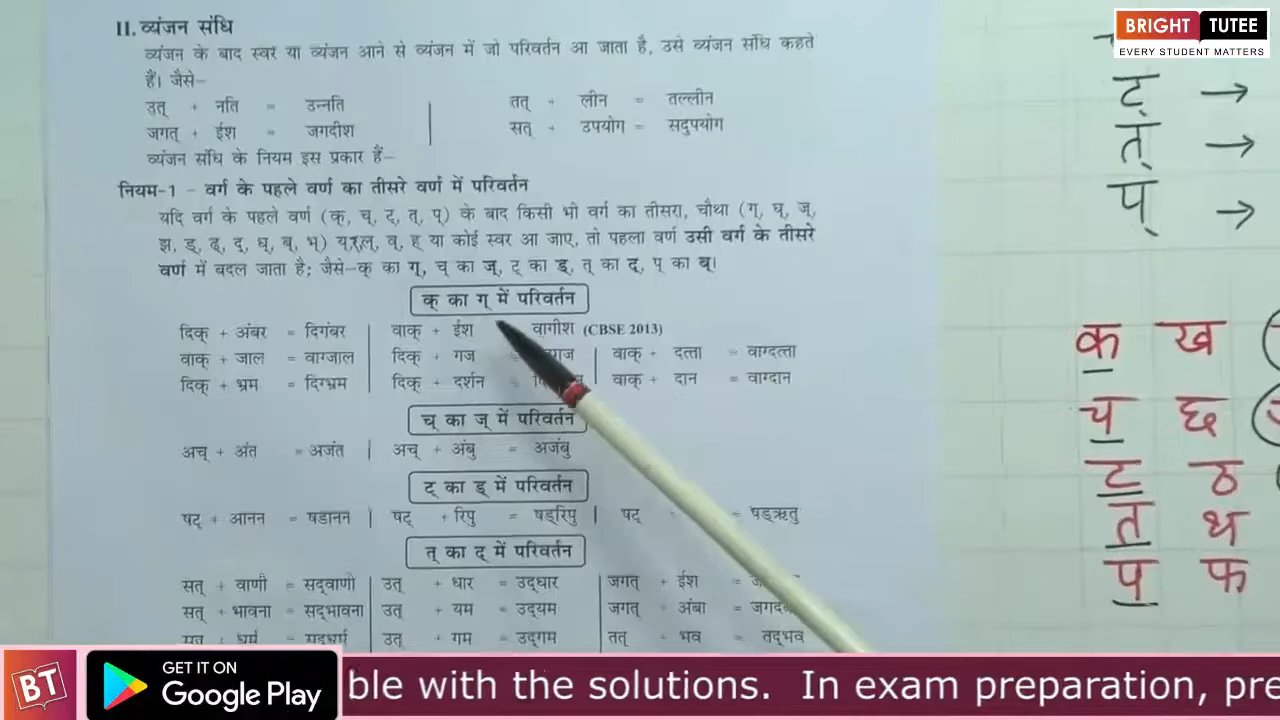 II. व्यंजन संधि
व्यंजन के बाद स्वर या व्यंजन आने से व्यंजन में जो परिवर्तन आ जाता है, उसे व्यंजन संधि कहते
हैं। जैसे–
उत् + नति = उन्नति | तत् + लीन = तल्लीन
जगत् + ईश = जगदीश | सत् + उपयोग = सदुपयोग
व्यंजन संधि के नियम इस प्रकार हैं–
नियम-1 - वर्ग के पहले वर्ण का तीसरे वर्ण में परिवर्तन
यदि वर्ग के पहले वर्ण (क्, च्, ट्, त्, प्) के बाद किसी भी वर्ग का तीसरा, चौथा (ग्, घ्, ज्,
झ, ड्, ढ्, द्, ध्, ब्, भ्) य्,र्,ल्, व्, ह् या कोई स्वर आ जाए, तो पहला वर्ण उसी वर्ग के तीसरे
वर्ण में बदल जाता है; जैसे–क् का ग्, च् का ज्, ट् का ड्, त् का द्, प् का ब्।
क् का ग् में परिवर्तन
दिक् + अंबर = दिगंबर | वाक् + ईश वागीश (CBSE 2013)
वाक् + जाल = वाग्जाल | दिक् + गज = | वाक् + दत्ता = वाग्दत्ता
दिक् + भ्रम = दिग्भ्रम | दिक् + दर्शन = | वाक् + दान = वाग्दान
च् का ज् में परिवर्तन
अच् + अंत = अजंत | अच् + अंबु = अजंबु
ट् का ड् में परिवर्तन
षट् + आनन = षडानन | षट् + रिपु = षड्रिपु | षट् - = षड्ऋतु
त् का द् में परिवर्तन
सत् + वाणी = सद्वाणी | उत् + धार = उद्धार | जगत् + ईश =
सत् + भावना = सद्भावना | उत् + यम = उद्यम | जगत् + अंबा =
उत् + गम = उद्गम | तत् + भव = तद्भव
ट् →
त् →
प् →
क ख
च छ
ट ठ
त थ
प फ
BRIGHT TUTEE
EVERY STUDENT MATTERS
BT
GET IT ON
Google Play
ble with the solutions. In exam preparation, pre